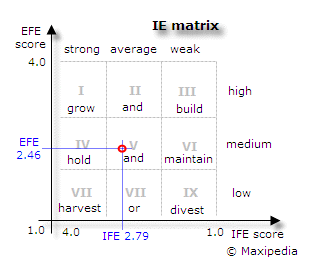 IE matrix
EFE
score
strong average weak
4.0
I II III high
grow and build
EFE
2.46
IV V VI medium
hold and maintain
VII VII IX low
harvest or divest
1.0 4.0 1.0 IFE score
IFE 2.79
© Maxipedia